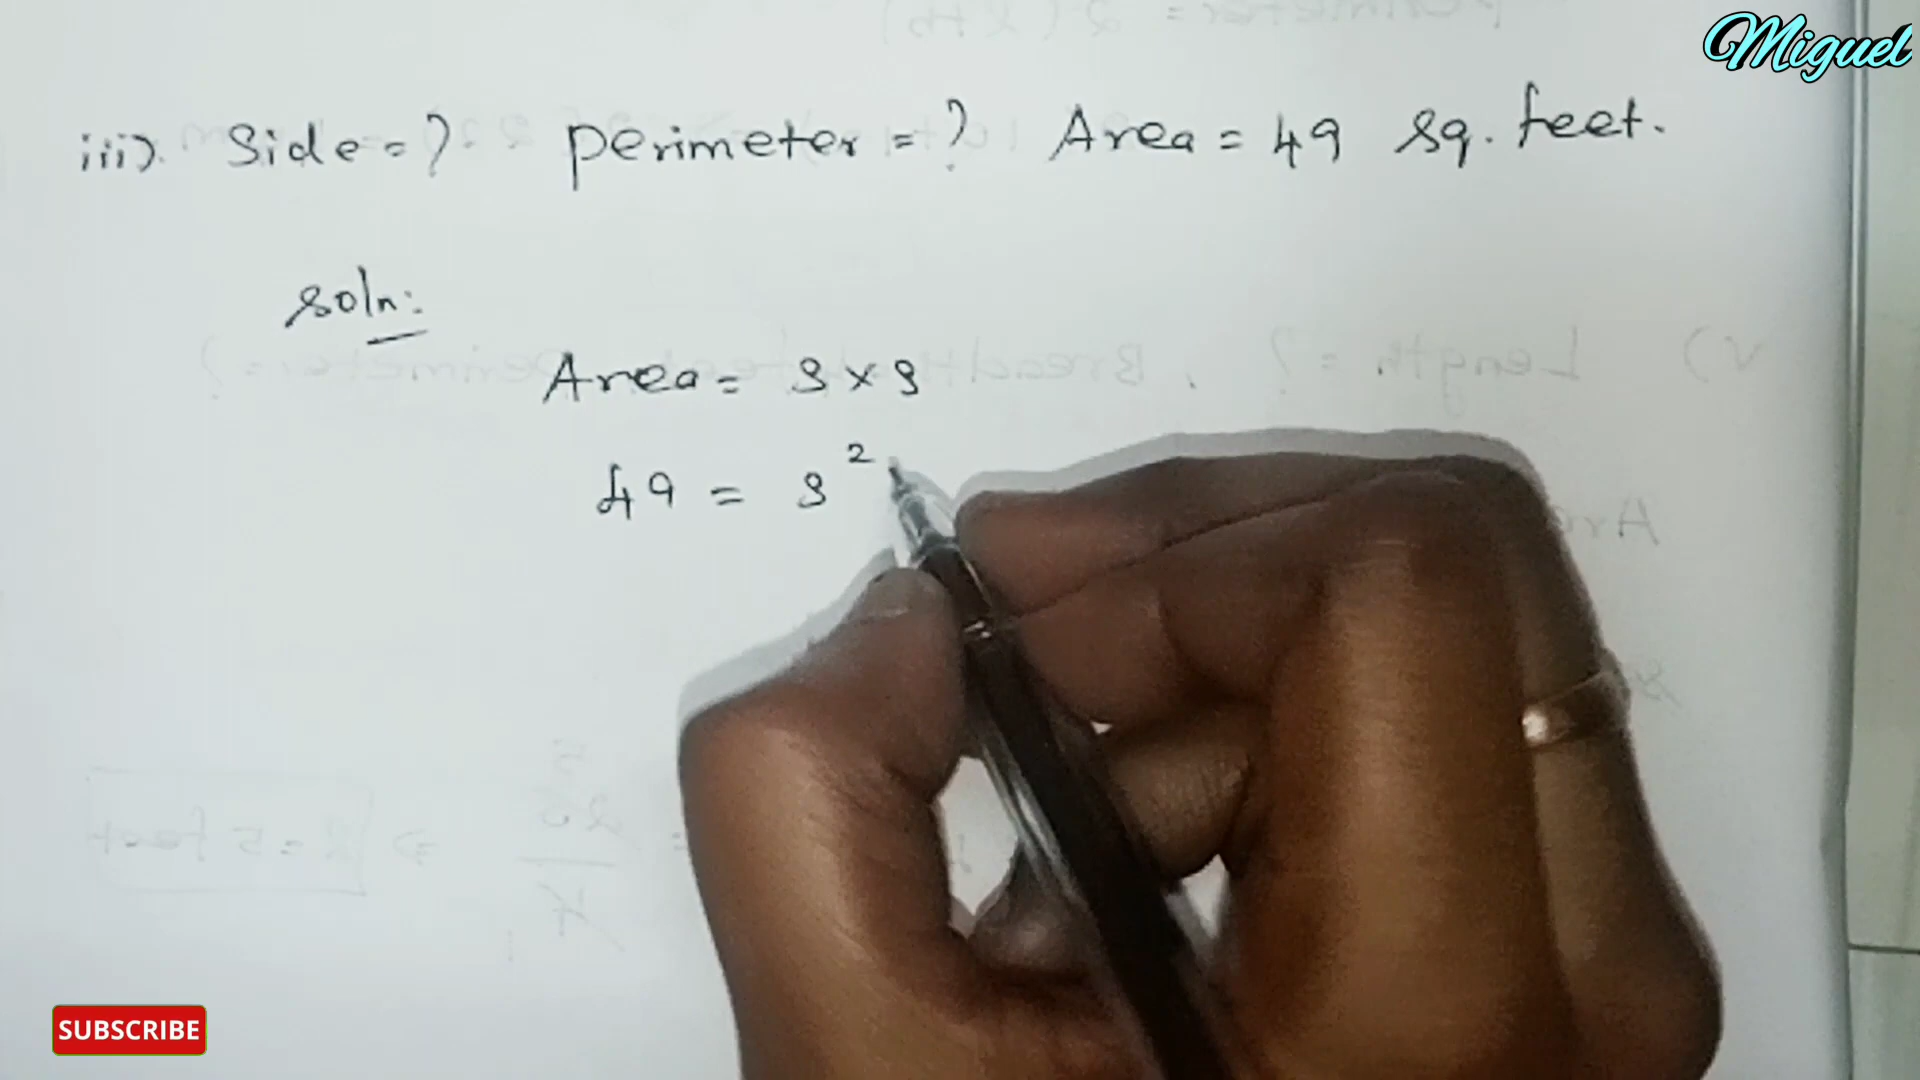 Miguel
iii). Side = ? Perimeter = ? Area = 49 sq. feet.
soln:
Area = s × s
49 = s²
SUBSCRIBE